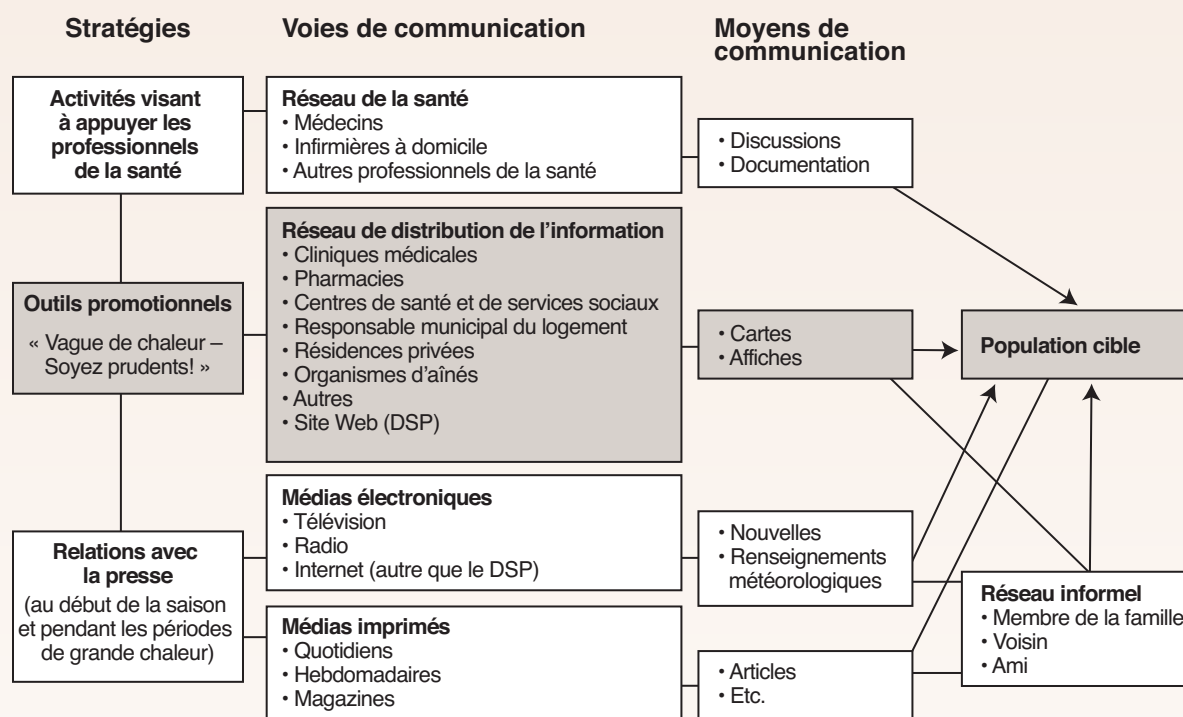 Stratégies
Voies de communication
Moyens de
communication
Activités visant
à appuyer les
professionnels
de la santé
Réseau de la santé
• Médecins
• Infirmières à domicile
• Autres professionnels de la santé
• Discussions
• Documentation
Outils promotionnels
« Vague de chaleur –
Soyez prudents! »
Réseau de distribution de l’information
• Cliniques médicales
• Pharmacies
• Centres de santé et de services sociaux
• Responsable municipal du logement
• Résidences privées
• Organismes d’aînés
• Autres
• Site Web (DSP)
• Cartes
• Affiches
Population cible
Relations avec
la presse
(au début de la saison
et pendant les périodes
de grande chaleur)
Médias électroniques
• Télévision
• Radio
• Internet (autre que le DSP)
• Nouvelles
• Renseignements
météorologiques
Médias imprimés
• Quotidiens
• Hebdomadaires
• Magazines
• Articles
• Etc.
Réseau informel
• Membre de la famille
• Voisin
• Ami